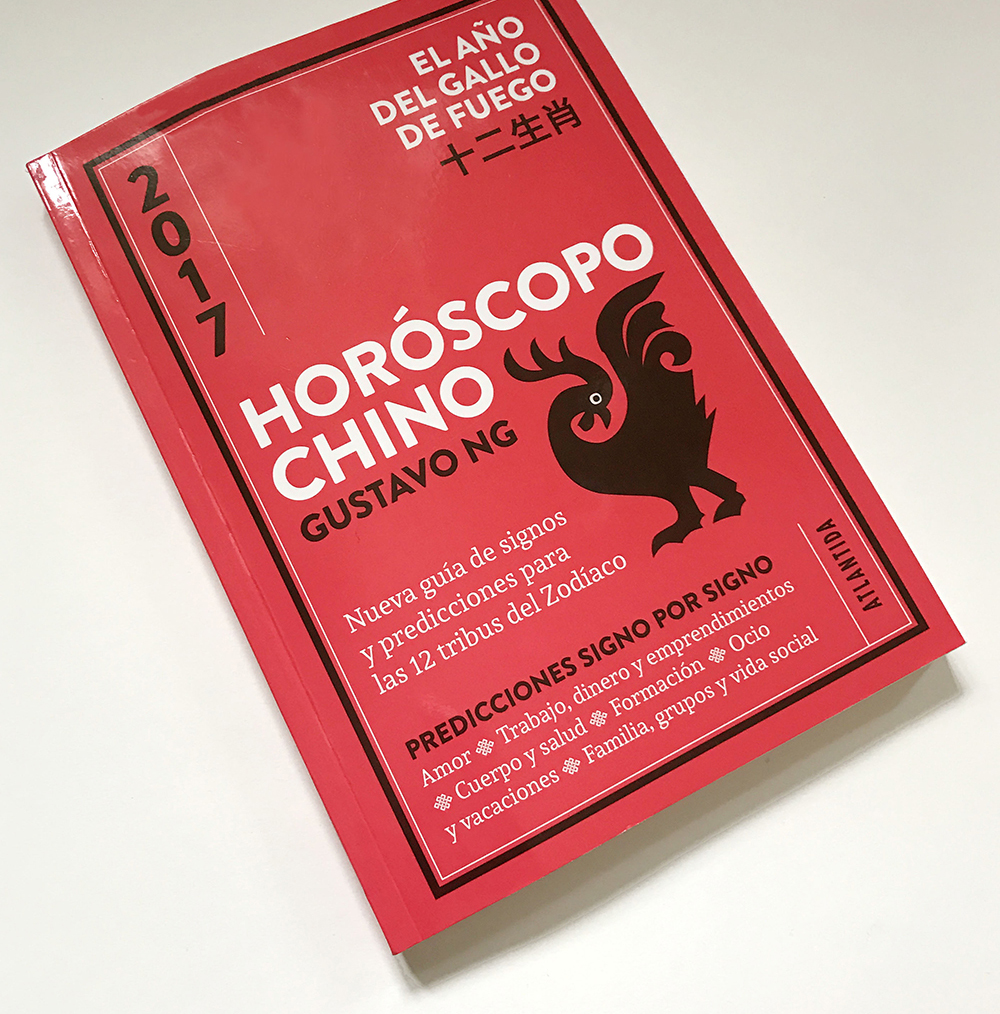 EL AÑO
DEL GALLO
DE FUEGO
十二生肖
2017
HORÓSCOPO
CHINO
GUSTAVO NG
Nueva guía de signos
y predicciones para
las 12 tribus del Zodíaco
PREDICCIONES SIGNO POR SIGNO
Amor Trabajo, dinero y emprendimientos
Cuerpo y salud Formación Ocio
y vacaciones Familia, grupos y vida social
ATLANTIDA